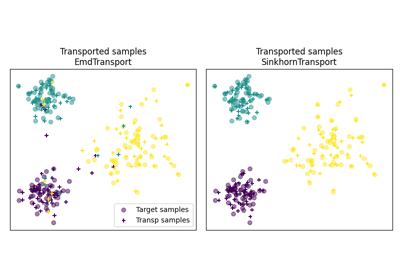 Transported samples
EmdTransport
Transported samples
SinkhornTransport
Target samples
Transp samples